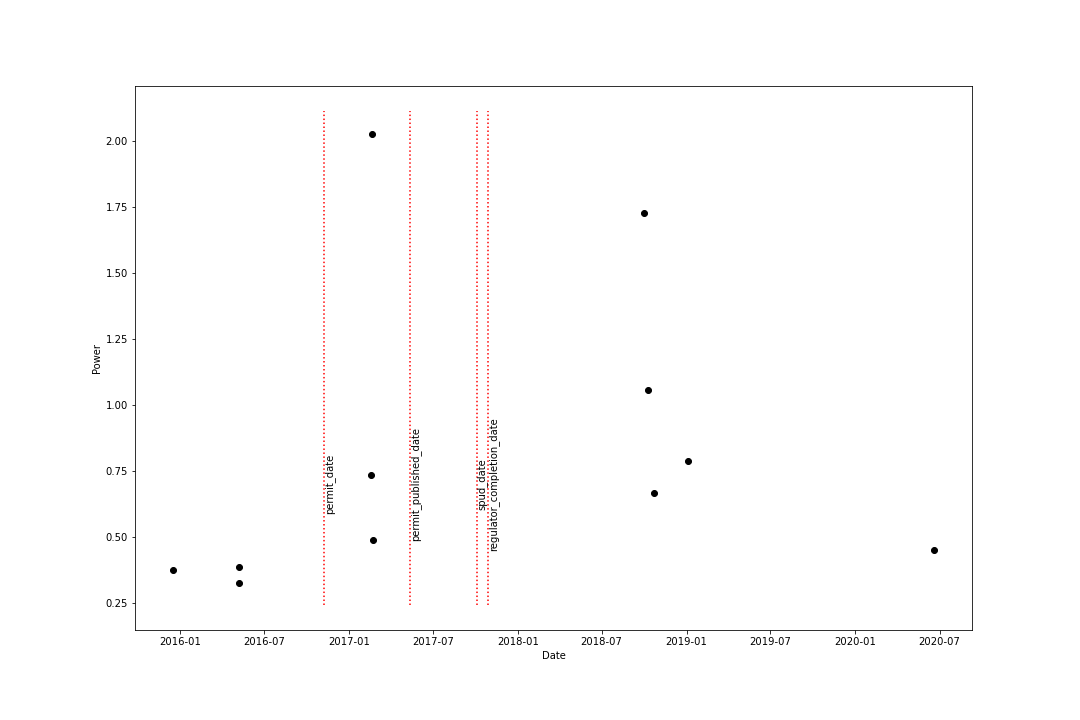 2.00
1.75
1.50
1.25
1.00
0.75
0.50
0.25
Power
permit_date
permit_published_date
spud_date
regulator_completion_date
2016-01 2016-07 2017-01 2017-07 2018-01 2018-07 2019-01 2019-07 2020-01 2020-07
Date